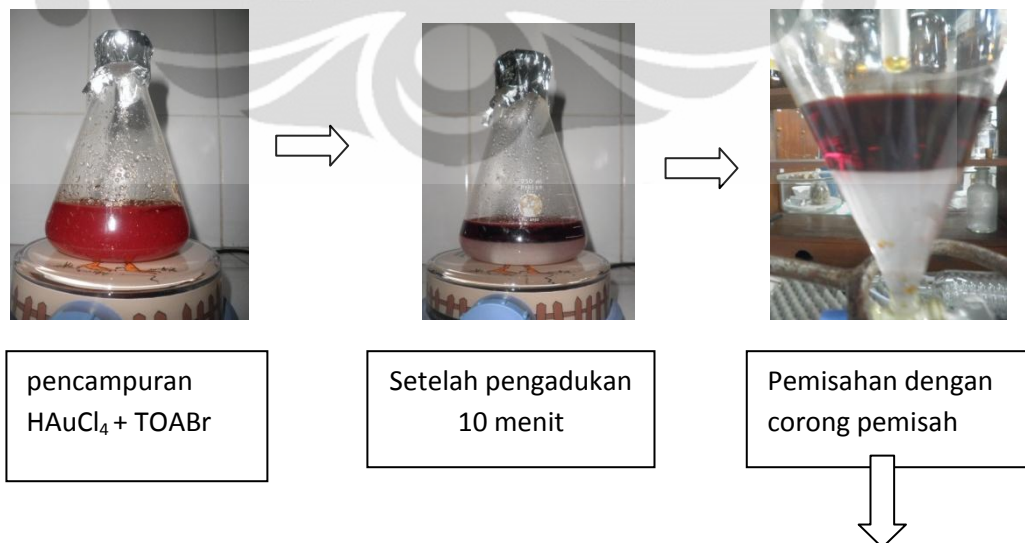 pencampuran
HAuCl₄ + TOABr
Setelah pengadukan
10 menit
Pemisahan dengan
corong pemisah